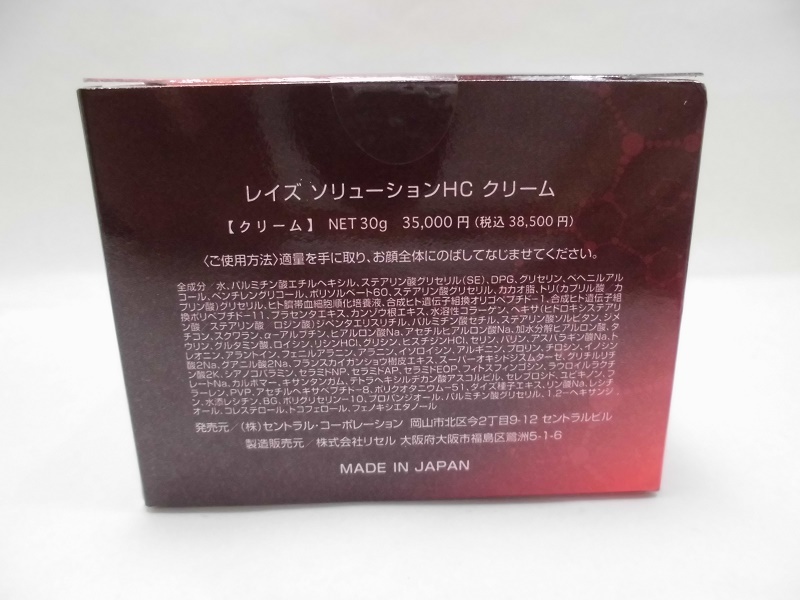 レイズ ソリューションHC クリーム
【クリーム】 NET 30g 35,000円(税込38,500円)
〈ご使用方法〉適量を手に取り、お顔全体にのばしてなじませてください。
全成分／水、パルミチン酸エチルヘキシル、ステアリン酸グリセリル(SE)、DPG、グリセリン、ベヘニルアル
コール、ペンチレングリコール、ポリソルベート60、ステアリン酸グリセリル、カカオ脂、トリ(カプリル酸/カ
プリン酸)グリセリル、ヒト臍帯血細胞順化培養液、合成ヒト遺伝子組換オリゴペプチド-1、合成ヒト遺伝子組
換ポリペプチド-11、プラセンタエキス、カンゾウ根エキス、水溶性コラーゲン、ヘキサ(ヒドロキシステアリン
酸/ステアリン酸/ロジン酸)ジペンタエリスリチル、パルミチン酸セチル、ステアリン酸ソルビタン、ジメ
チコン、スクワラン、α-アルブチン、ヒアルロン酸Na、アセチルヒアルロン酸Na、加水分解ヒアルロン酸、タ
ウリン、グルタミン酸、ロイシン、リシンHCl、グリシン、ヒスチジンHCl、セリン、バリン、アスパラギン酸Na、ト
レオニン、アラントイン、フェニルアラニン、アラニン、イソロイシン、アルギニン、プロリン、チロシン、イノシン
酸2Na、グアニル酸2Na、フランスカイガンショウ樹皮エキス、スーパーオキシドジスムターゼ、グリチルリチ
ン酸2K、シアノコバラミン、セラミドNP、セラミドAP、セラミドEOP、フィトスフィンゴシン、ラウロイルラクチ
レートNa、カルボマー、キサンタンガム、テトラヘキシルデカン酸アスコルビル、セレブロシド、ユビキノン、フ
ラーレン、PVP、アセチルヘキサペプチド-8、ポリクオタニウム-51、ダイズ種子エキス、リン酸Na、レシチ
ン、水添レシチン、BG、ポリグリセリン-10、プロパンジオール、パルミチン酸グリセリル、1,2-ヘキサンジ
オール、コレステロール、トコフェロール、フェノキシエタノール
発売元／(株)セントラル・コーポレーション 岡山市北区今2丁目9-12 セントラルビル
製造販売元／株式会社リセル 大阪府大阪市福島区鷺洲5-1-6
MADE IN JAPAN